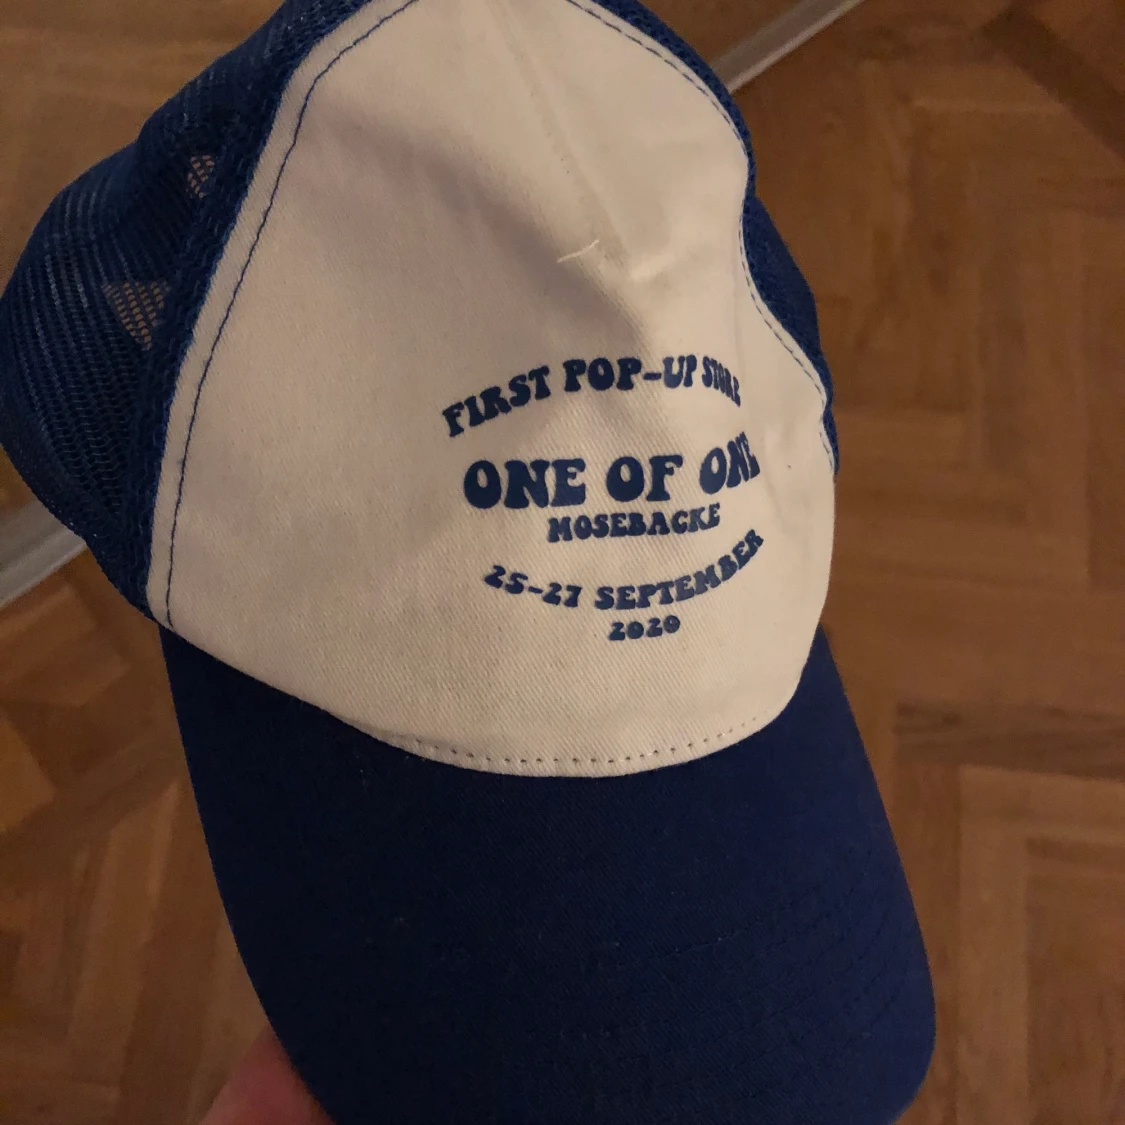 FIRST POP-UP STORE
ONE OF ONE
MOSEBACKE
25-27 SEPTEMBER
2020